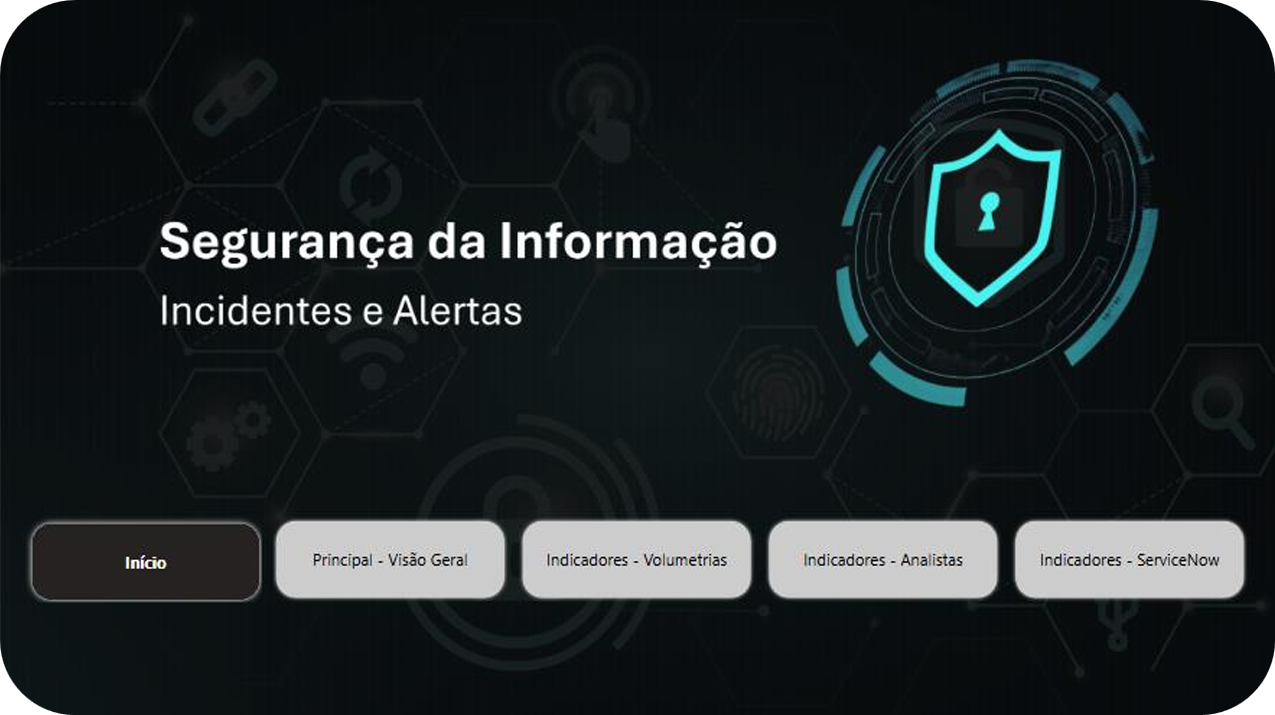 Segurança da Informação
Incidentes e Alertas
Início
Principal - Visão Geral
Indicadores - Volumetrias
Indicadores - Analistas
Indicadores - ServiceNow